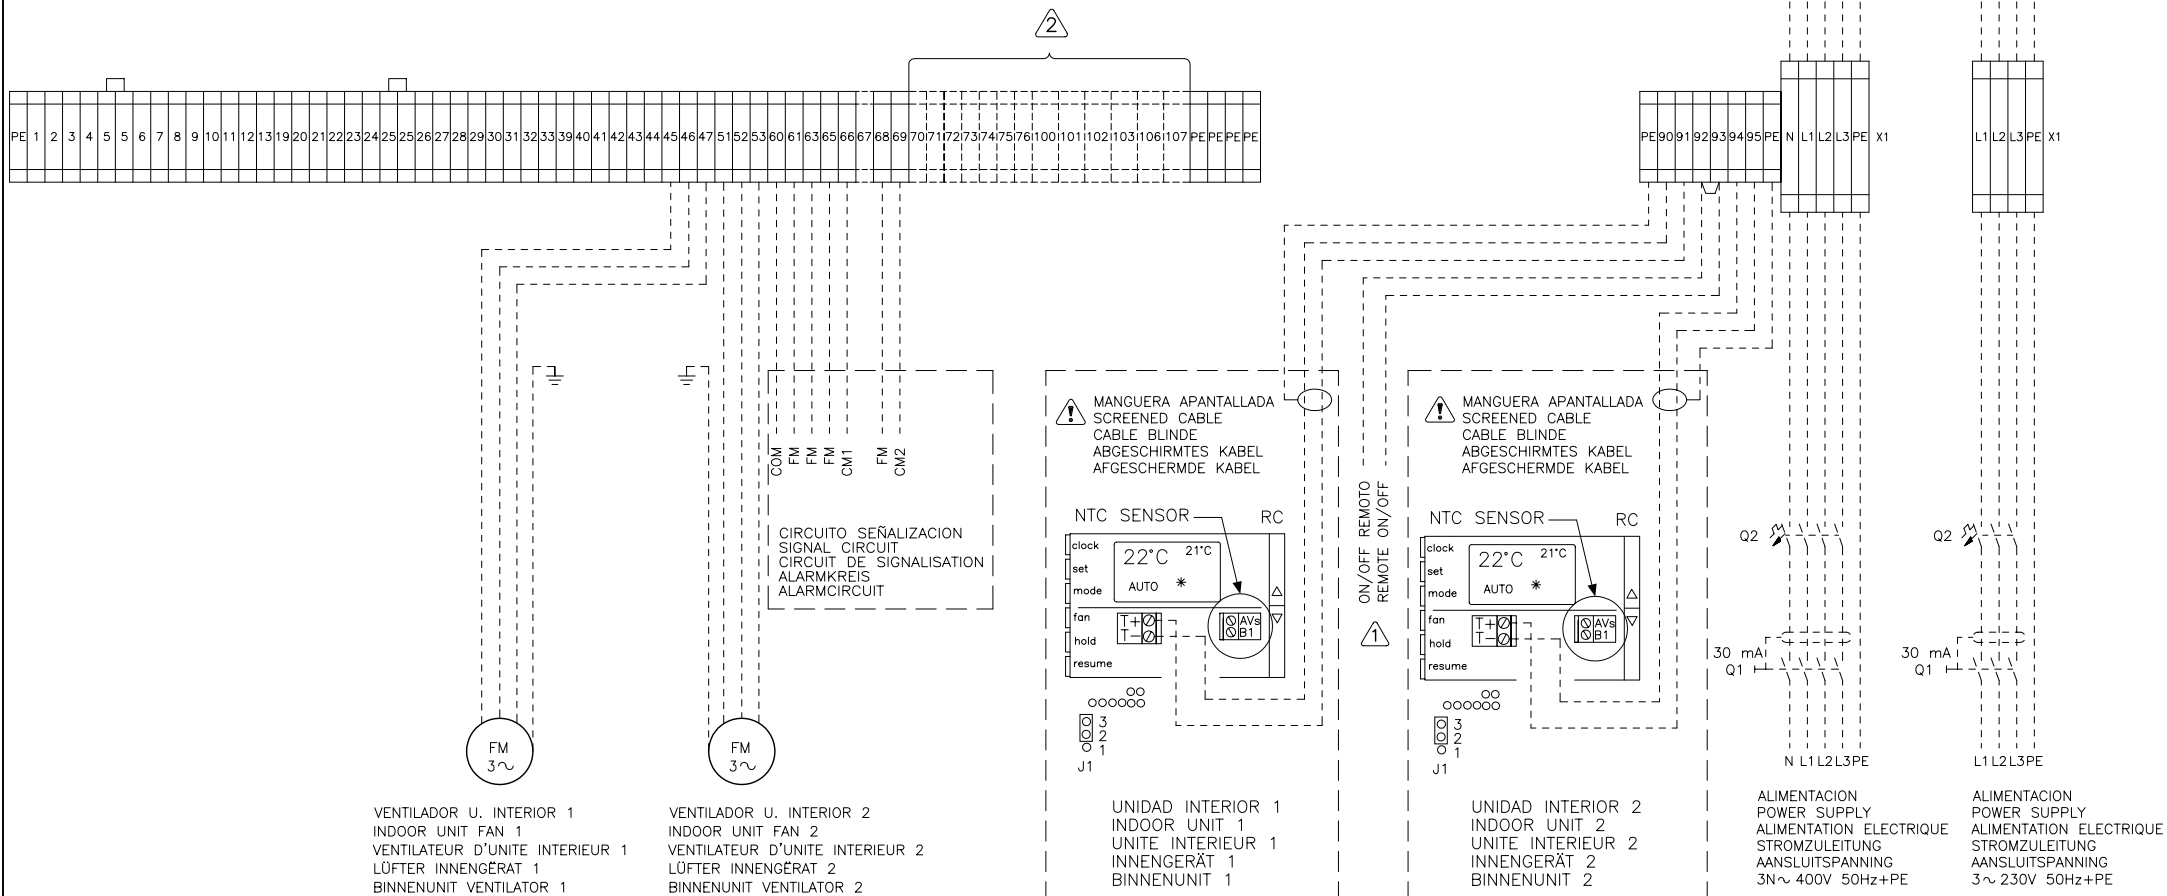 2
PE 1 2 3 4 5 5 6 7 8 9 10 11 12 13 19 20 21 22 23 24 25 25 26 27 28 29 30 31 32 33 39 40 41 42 43 44 45 46 47 51 52 53 60 61 63 65 66 67 68 69 70 71 72 73 74 75 76 100 101 102 103 106 107 PE PE PE PE
PE 90 91 92 93 94 95 PE N L1 L2 L3 PE X1
L1 L2 L3 PE X1
COM FM FM FM CM1 FM CM2
CIRCUITO SEÑALIZACION
SIGNAL CIRCUIT
CIRCUIT DE SIGNALISATION
ALARMKREIS
ALARMCIRCUIT
FM
3~
VENTILADOR U. INTERIOR 1
INDOOR UNIT FAN 1
VENTILATEUR D'UNITE INTERIEUR 1
LÜFTER INNENGËRAT 1
BINNENUNIT VENTILATOR 1
FM
3~
VENTILADOR U. INTERIOR 2
INDOOR UNIT FAN 2
VENTILATEUR D'UNITE INTERIEUR 2
LÜFTER INNENGËRAT 2
BINNENUNIT VENTILATOR 2
!
MANGUERA APANTALLADA
SCREENED CABLE
CABLE BLINDE
ABGESCHIRMTES KABEL
AFGESCHERMDE KABEL
NTC SENSOR RC
clock
set
mode
fan
hold
resume
22°C 21°C
AUTO *
T+
T-
AVs
B1
3
2
1
J1
UNIDAD INTERIOR 1
INDOOR UNIT 1
UNITE INTERIEUR 1
INNENGERÄT 1
BINNENUNIT 1
ON/OFF REMOTO
REMOTE ON/OFF
1
!
MANGUERA APANTALLADA
SCREENED CABLE
CABLE BLINDE
ABGESCHIRMTES KABEL
AFGESCHERMDE KABEL
NTC SENSOR RC
clock
set
mode
fan
hold
resume
22°C 21°C
AUTO *
T+
T-
AVs
B1
3
2
1
J1
UNIDAD INTERIOR 2
INDOOR UNIT 2
UNITE INTERIEUR 2
INNENGERÄT 2
BINNENUNIT 2
Q2
30 mA
Q1
N L1 L2 L3 PE
ALIMENTACION
POWER SUPPLY
ALIMENTATION ELECTRIQUE
STROMZULEITUNG
AANSLUITSPANNING
3N~ 400V 50Hz+PE
Q2
30 mA
Q1
L1 L2 L3 PE
ALIMENTACION
POWER SUPPLY
ALIMENTATION ELECTRIQUE
STROMZULEITUNG
AANSLUITSPANNING
3~ 230V 50Hz+PE